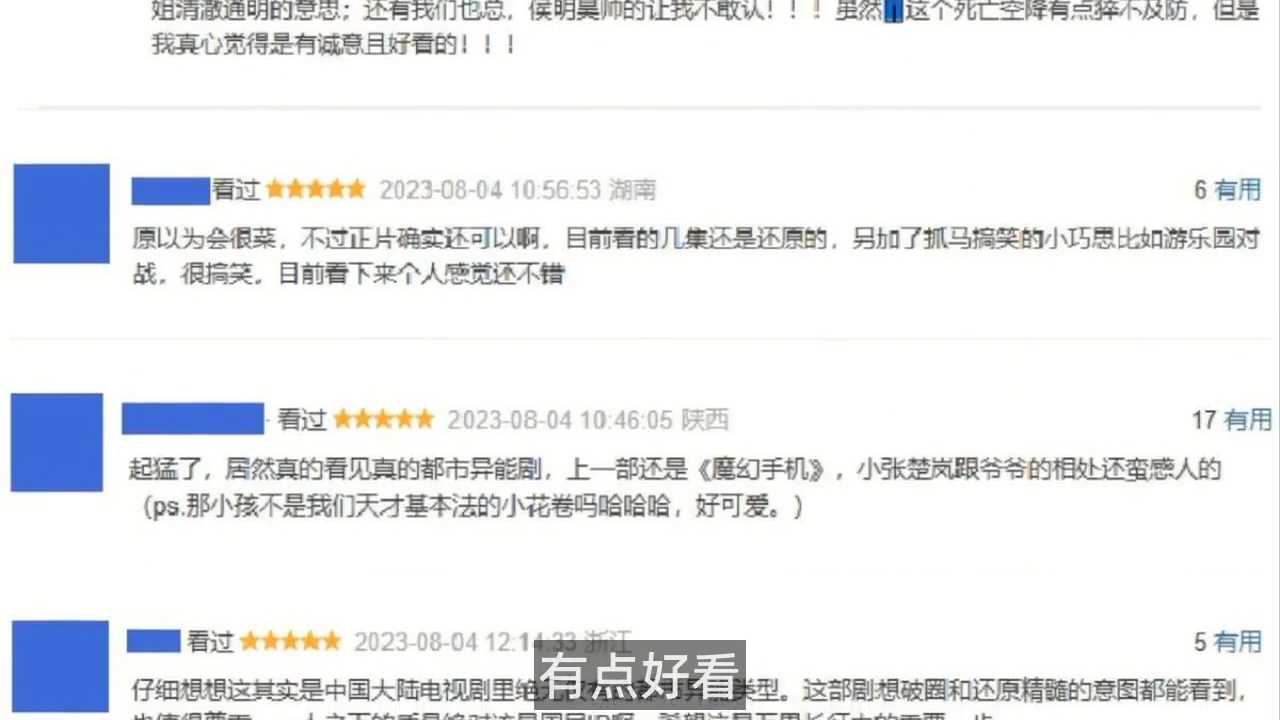 姐清澈通明的意思；还有我们也总，侯明昊帅的让我不敢认！！！虽然 这个死亡空降有点猝不及防，但是
我真心觉得是有诚意且好看的！！！
看过 2023-08-04 10:56:53 湖南 6 有用
原以为会很菜，不过正片确实还可以啊，目前看的几集还是还原的，另加了抓马搞笑的小巧思比如游乐园对
战，很搞笑，目前看下来个人感觉还不错
看过 2023-08-04 10:46:05 陕西 17 有用
起猛了，居然真的看见真的都市异能剧，上一部还是《魔幻手机》，小张楚岚跟爷爷的相处还蛮感人的
（ps.那小孩不是我们天才基本法的小花卷吗哈哈哈，好可爱。）
看过 2023-08-04 12:14:33 浙江 5 有用
有点好看
仔细想想这其实是中国大陆电视剧里绝 类型。这部剧想破圈和还原精髓的意图都能看到，